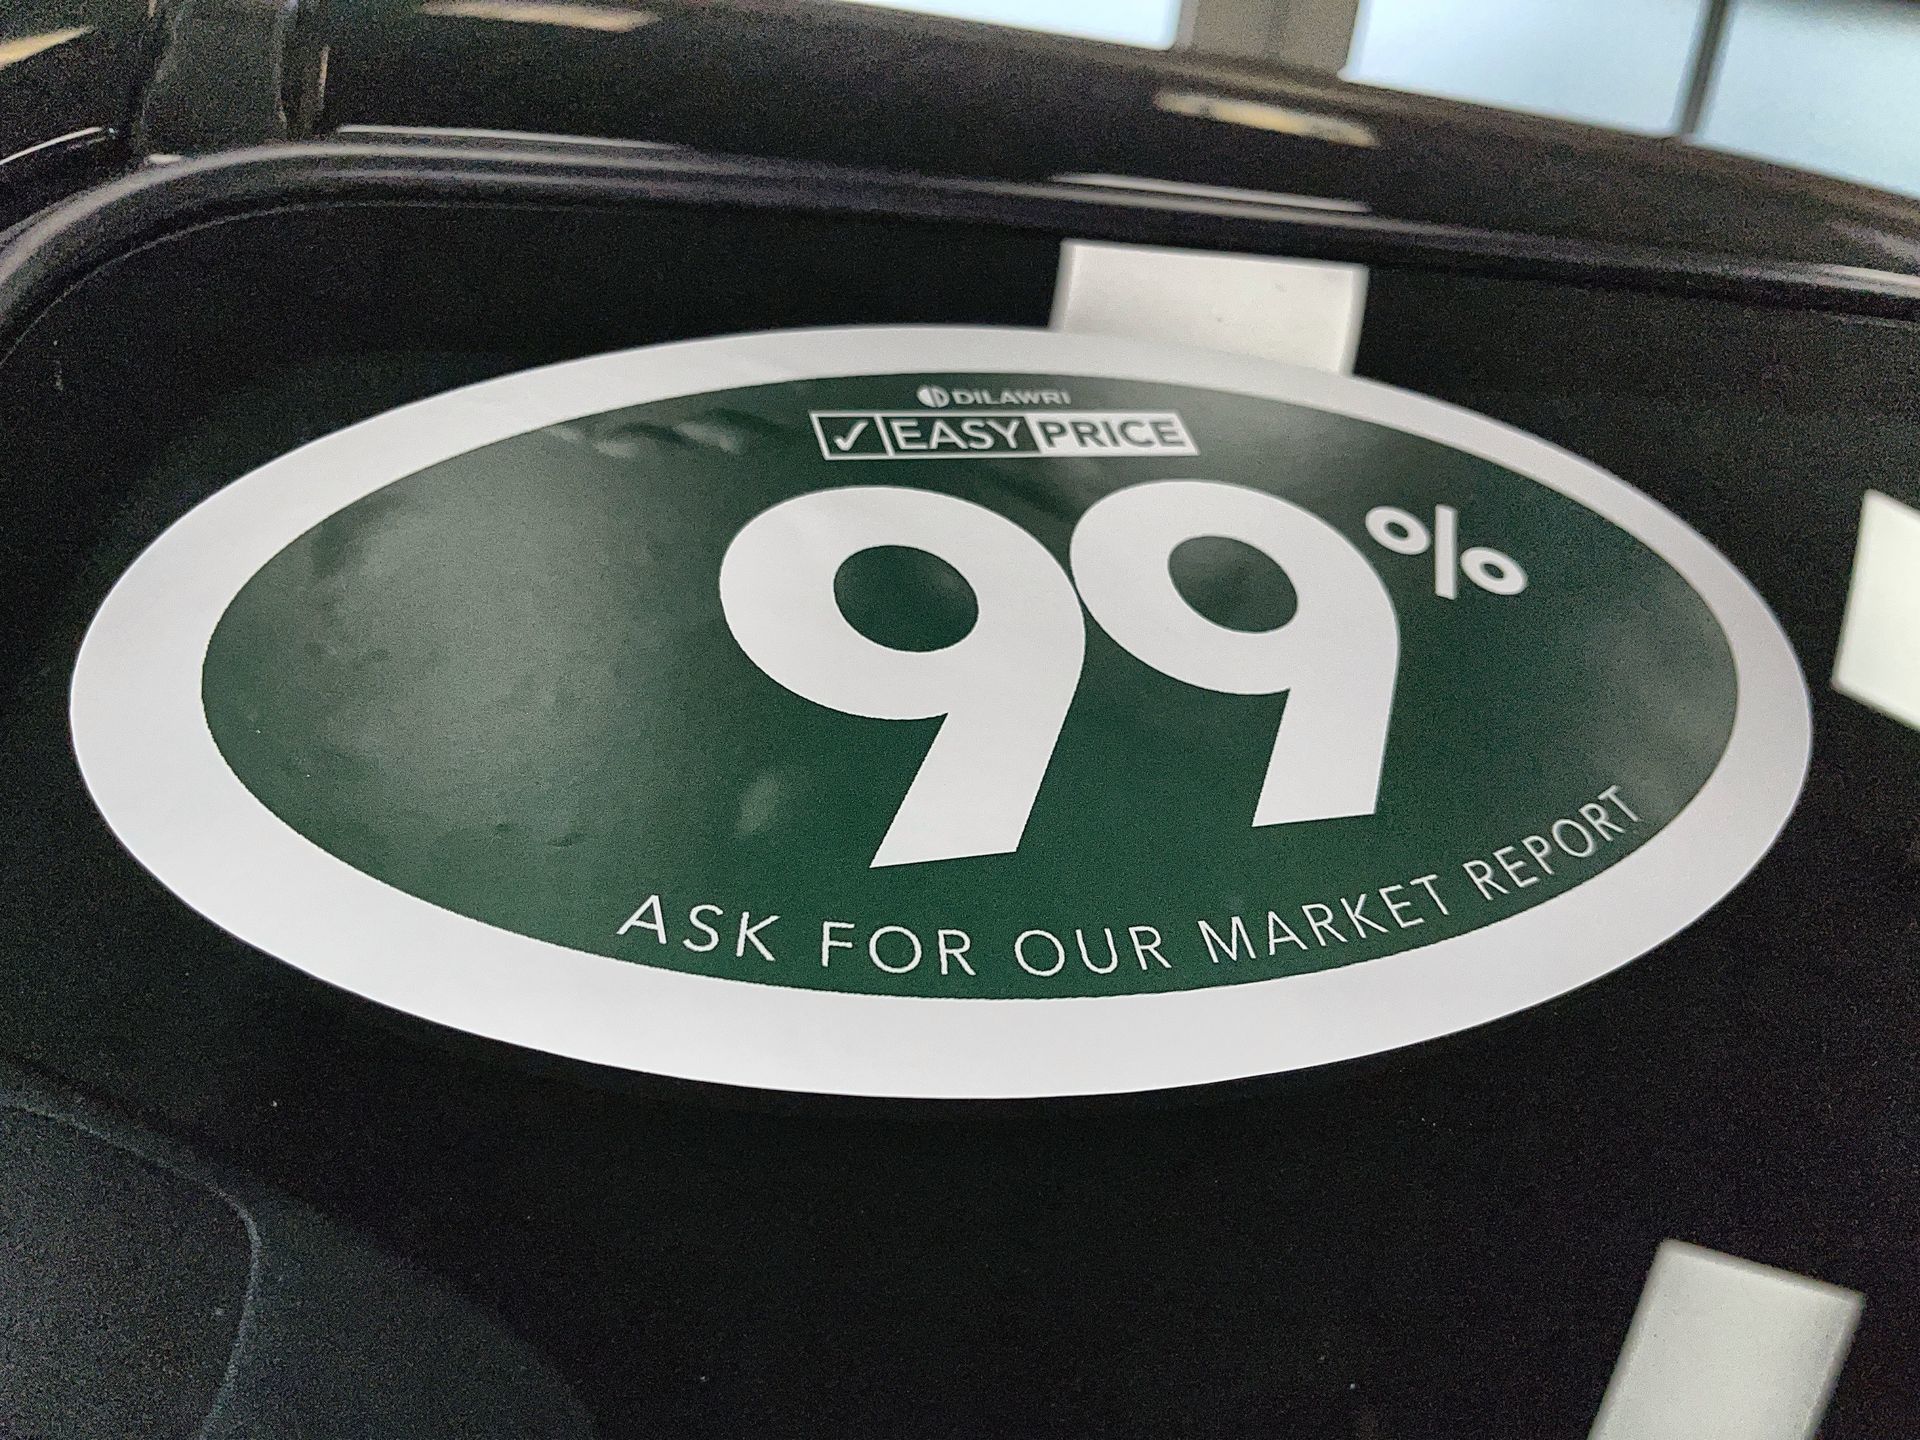 DILAWRI
✓ EASY PRICE
99%
ASK FOR OUR MARKET REPORT